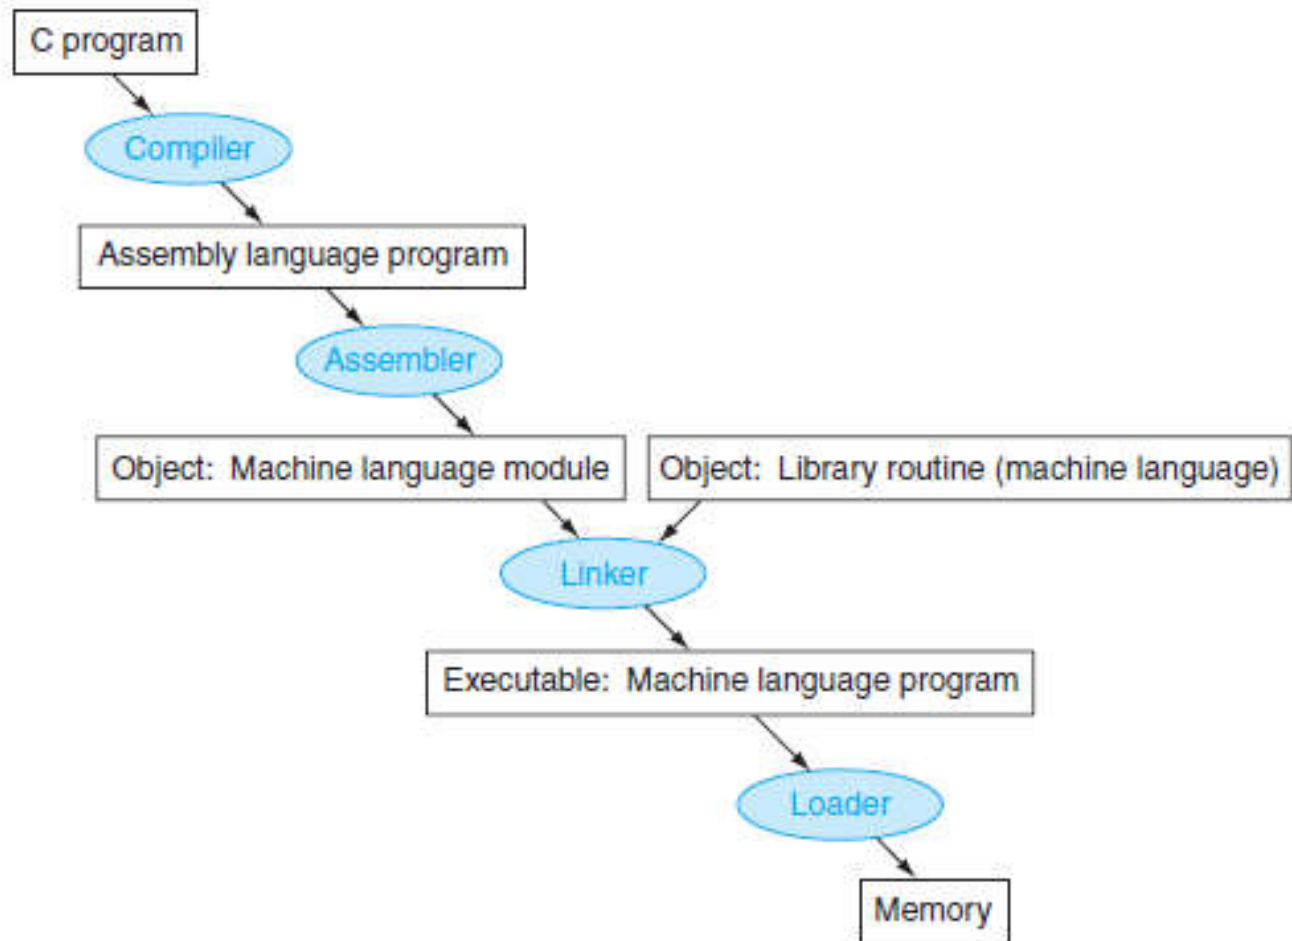 C program
Compiler
Assembly language program
Assembler
Object: Machine language module
Object: Library routine (machine language)
Linker
Executable: Machine language program
Loader
Memory